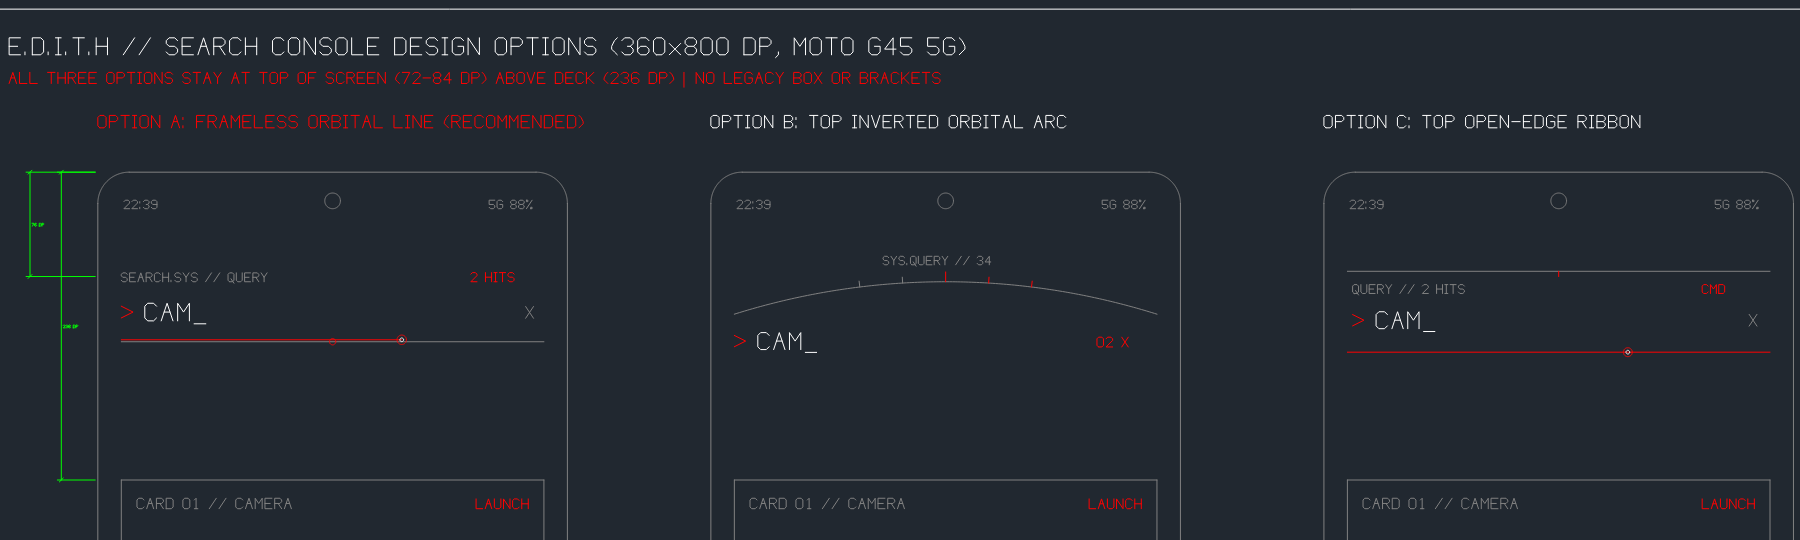 E.D.I.T.H // SEARCH CONSOLE DESIGN OPTIONS (360x800 DP, MOTO G45 5G)
ALL THREE OPTIONS STAY AT TOP OF SCREEN (72-84 DP) ABOVE DECK (236 DP) | NO LEGACY BOX OR BRACKETS
OPTION A: FRAMELESS ORBITAL LINE (RECOMMENDED)
22:39 5G 88%
76 DP
SEARCH.SYS // QUERY 2 HITS
> CAM_ X
236 DP
CARD 01 // CAMERA LAUNCH
OPTION B: TOP INVERTED ORBITAL ARC
22:39 5G 88%
SYS.QUERY // 34
> CAM_ 02 X
CARD 01 // CAMERA LAUNCH
OPTION C: TOP OPEN-EDGE RIBBON
22:39 5G 88%
QUERY // 2 HITS CMD
> CAM_ X
CARD 01 // CAMERA LAUNCH